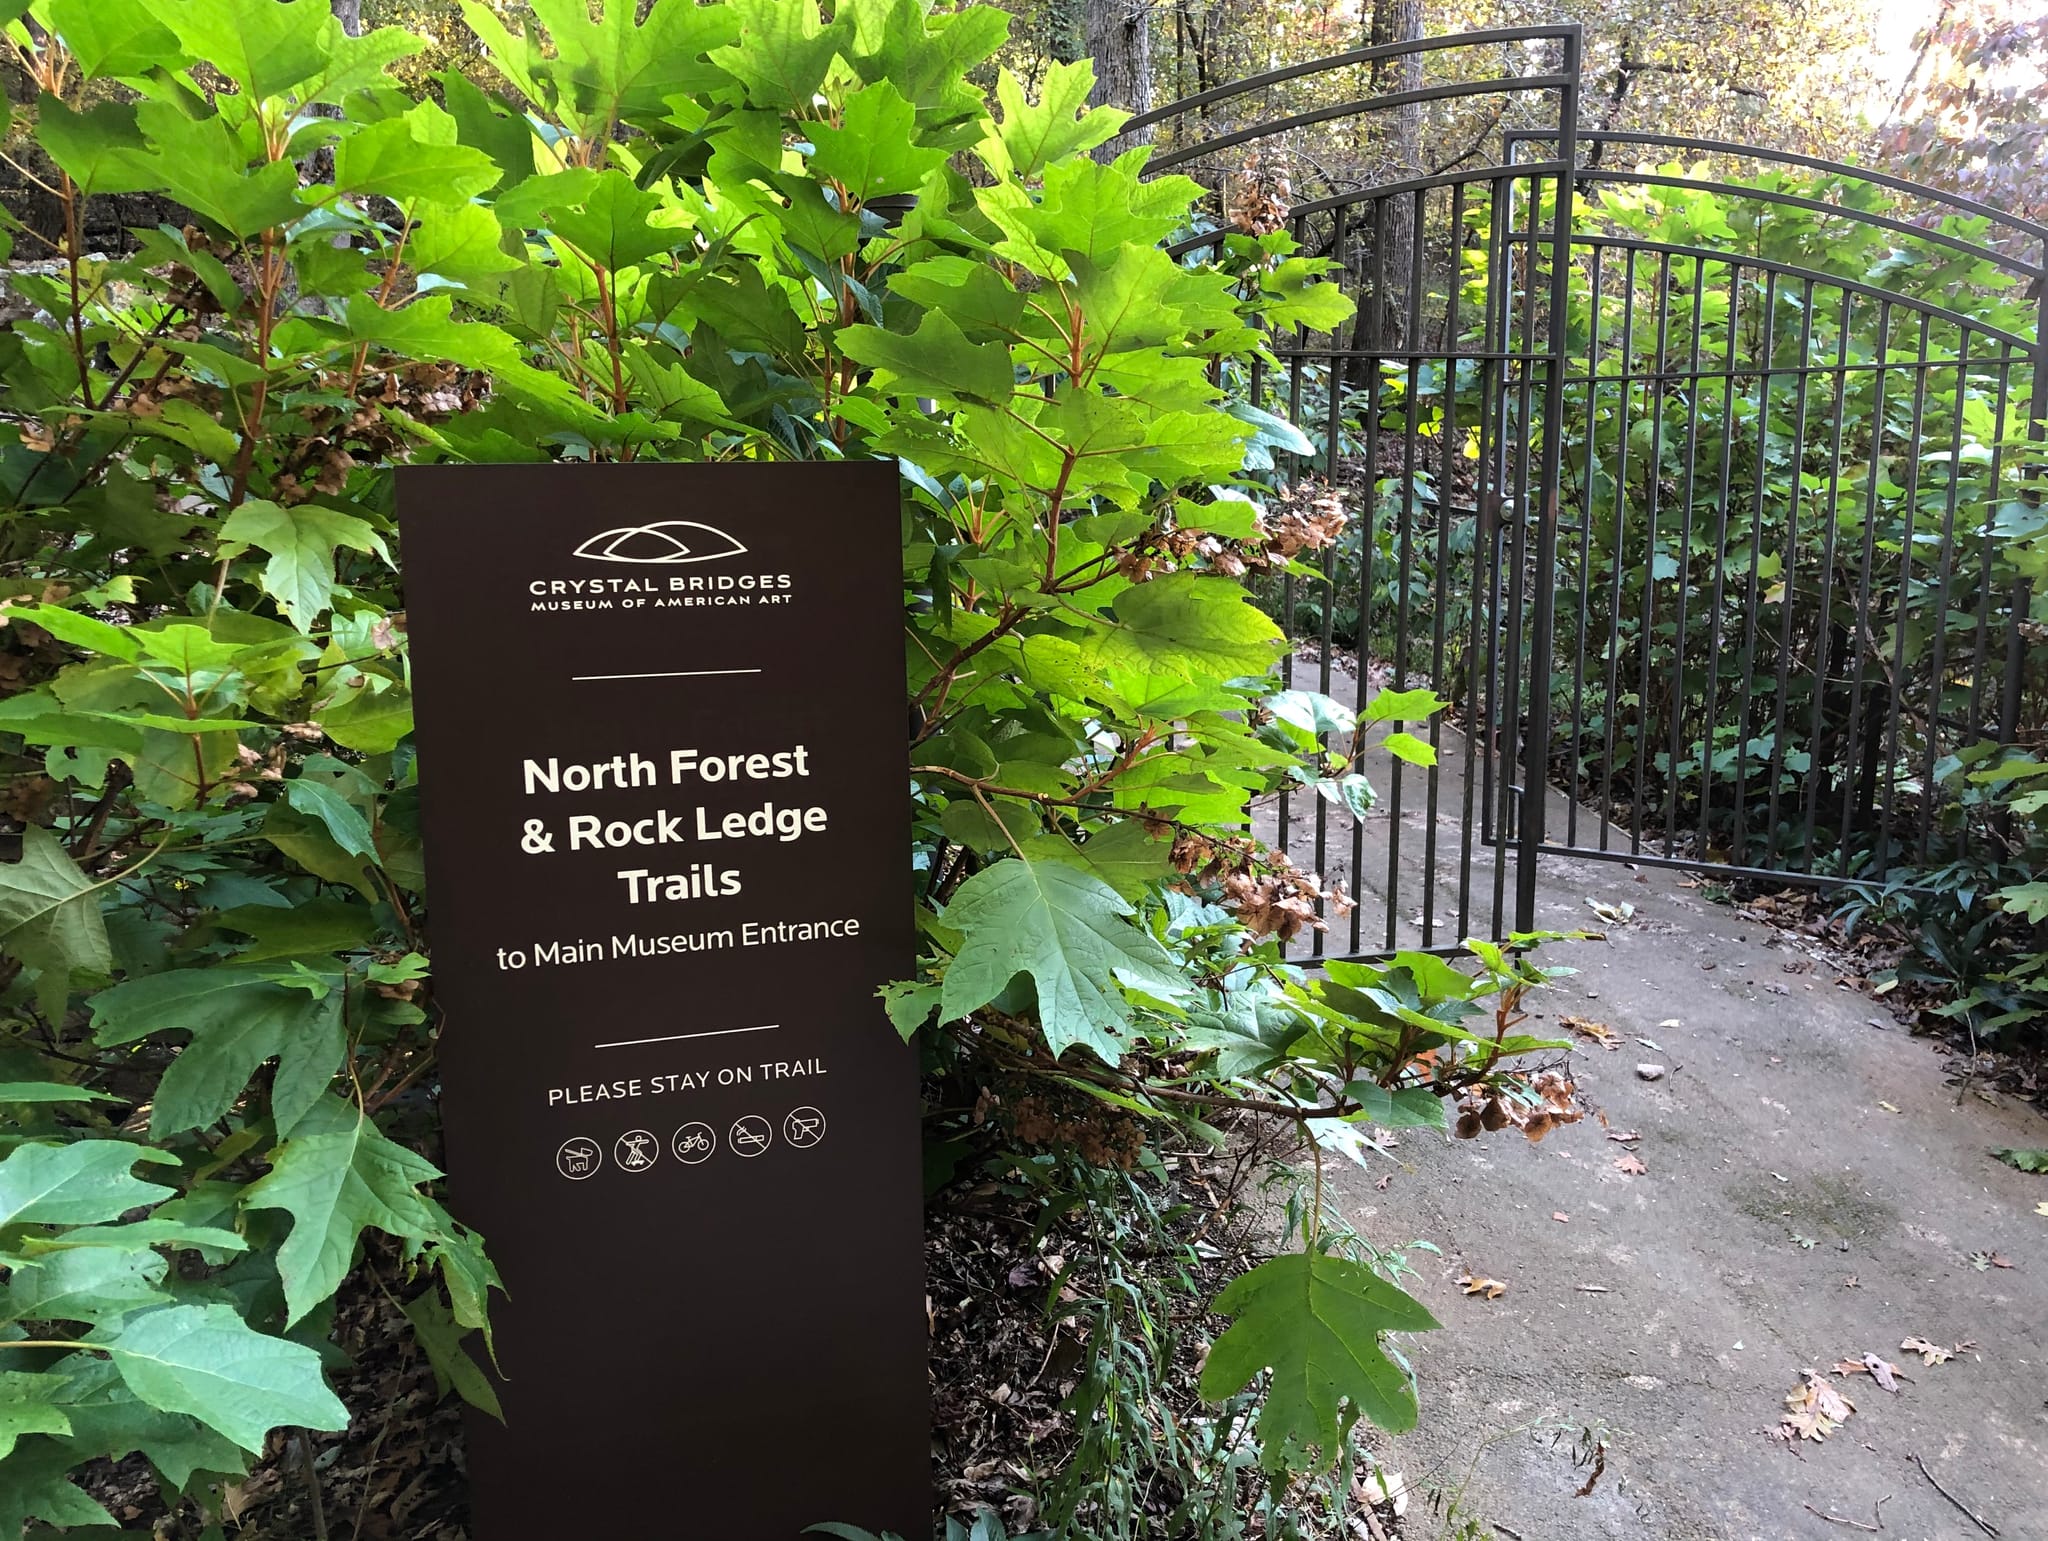 CRYSTAL BRIDGES
MUSEUM OF AMERICAN ART
North Forest
& Rock Ledge
Trails
to Main Museum Entrance
PLEASE STAY ON TRAIL